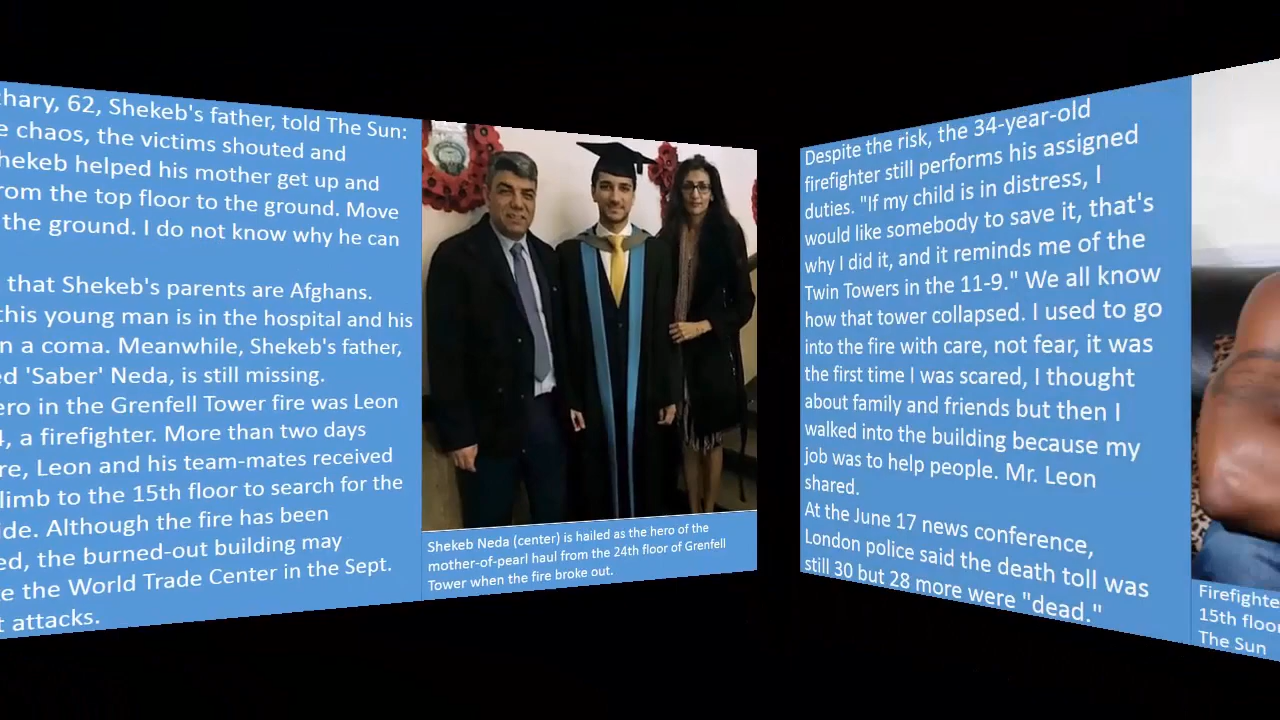 thary, 62, Shekeb's father, told The Sun:
e chaos, the victims shouted and
hekeb helped his mother get up and
rom the top floor to the ground. Move
the ground. I do not know why he can
that Shekeb's parents are Afghans.
this young man is in the hospital and his
n a coma. Meanwhile, Shekeb's father,
ed 'Saber' Neda, is still missing.
ero in the Grenfell Tower fire was Leon
4, a firefighter. More than two days
re, Leon and his team-mates received
limb to the 15th floor to search for the
ide. Although the fire has been
ed, the burned-out building may
e the World Trade Center in the Sept.
t attacks.
Shekeb Neda (center) is hailed as the hero of the
mother-of-pearl haul from the 24th floor of Grenfell
Tower when the fire broke out.
Despite the risk, the 34-year-old
firefighter still performs his assigned
duties. "If my child is in distress, I
would like somebody to save it, that's
why I did it, and it reminds me of the
Twin Towers in the 11-9." We all know
how that tower collapsed. I used to go
into the fire with care, not fear, it was
the first time I was scared, I thought
about family and friends but then I
walked into the building because my
job was to help people. Mr. Leon
shared.
At the June 17 news conference,
London police said the death toll was
still 30 but 28 more were "dead."
Firefighte
15th floo
The Sun